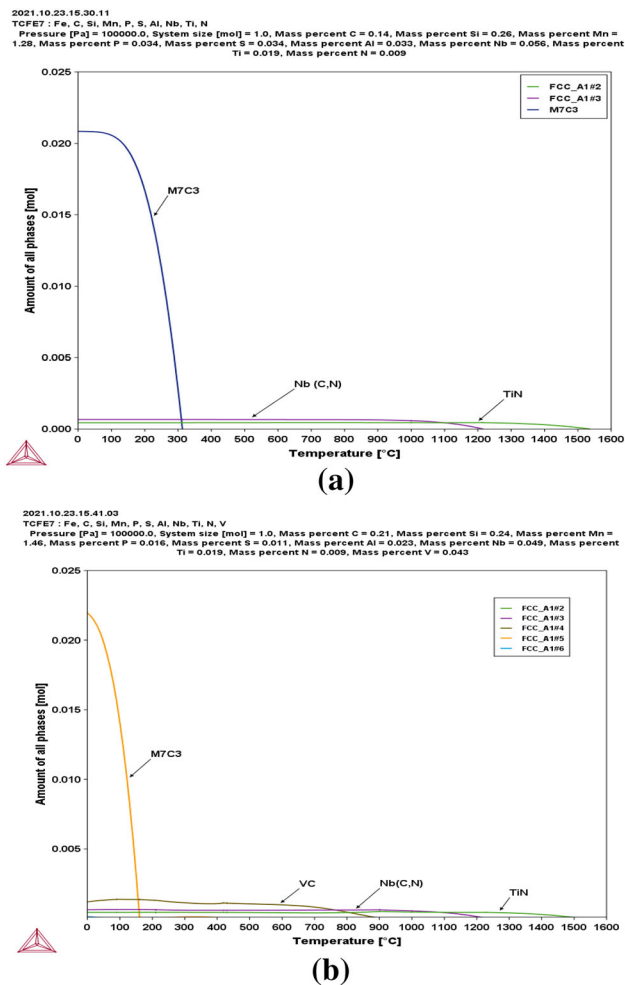 2021.10.23.15.30.11
TCFE7 : Fe, C, Si, Mn, P, S, Al, Nb, Ti, N
Pressure [Pa] = 100000.0, System size [mol] = 1.0, Mass percent C = 0.14, Mass percent Si = 0.26, Mass percent Mn =
1.28, Mass percent P = 0.034, Mass percent S = 0.034, Mass percent Al = 0.033, Mass percent Nb = 0.056, Mass percent
Ti = 0.019, Mass percent N = 0.009
0.025
0.020
0.015
0.010
0.005
0.000
Amount of all phases [mol]
FCC_A1#2
FCC_A1#3
M7C3
M7C3
Nb (C,N)
TiN
0 100 200 300 400 500 600 700 800 900 1000 1100 1200 1300 1400 1500 1600
Temperature [°C]
(a)
2021.10.23.15.41.03
TCFE7 : Fe, C, Si, Mn, P, S, Al, Nb, Ti, N, V
Pressure [Pa] = 100000.0, System size [mol] = 1.0, Mass percent C = 0.21, Mass percent Si = 0.24, Mass percent Mn =
1.46, Mass percent P = 0.016, Mass percent S = 0.011, Mass percent Al = 0.023, Mass percent Nb = 0.049, Mass percent
Ti = 0.019, Mass percent N = 0.009, Mass percent V = 0.043
0.025
0.020
0.015
0.010
0.005
Amount of all phases [mol]
FCC_A1#2
FCC_A1#3
FCC_A1#4
FCC_A1#5
FCC_A1#6
M7C3
VC
Nb(C,N)
TiN
0 100 200 300 400 500 600 700 800 900 1000 1100 1200 1300 1400 1500 1600
Temperature [°C]
(b)